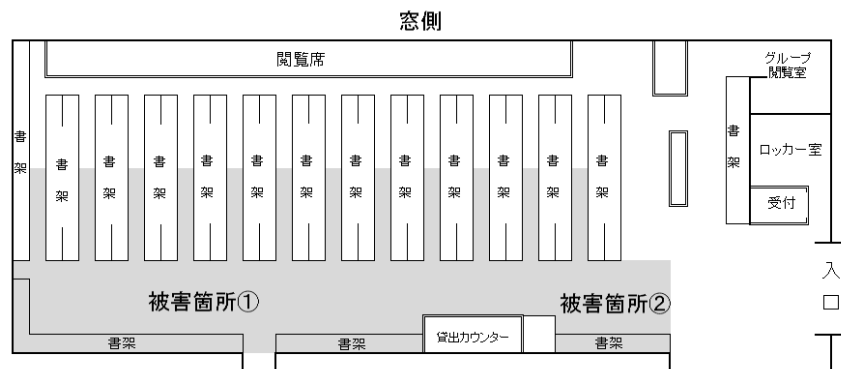 窓側
閲覧席
グループ
閲覧室
書架
書架
書架
書架
書架
書架
書架
書架
書架
書架
書架
書架
書架
書架
ロッカー室
受付
入口
被害箇所①
被害箇所②
書架
書架
貸出カウンター
書架